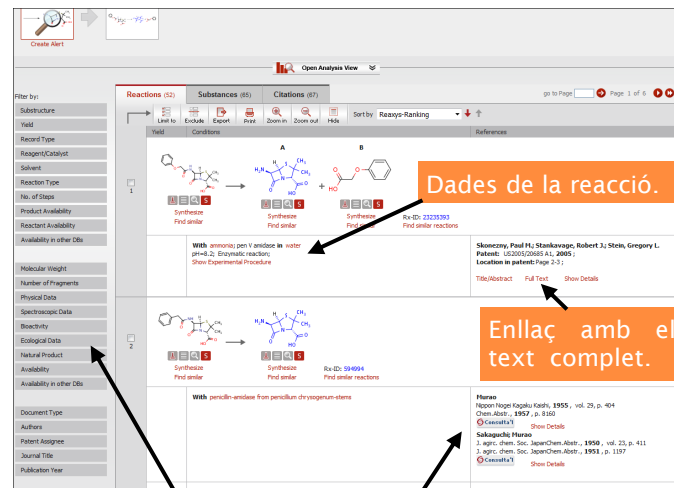 Create Alert
Open Analysis View
Filter by:
Substructure
Yield
Record Type
Reagent/Catalyst
Solvent
Reaction Type
No. of Steps
Product Availability
Reactant Availability
Availability in other DBs
Molecular Weight
Number of Fragments
Physical Data
Spectroscopic Data
Bioactivity
Ecological Data
Natural Product
Availability
Availability in other DBs
Document Type
Authors
Patent Assignee
Journal Title
Publication Year
Reactions (52) Substances (65) Citations (67)
go to Page Page 1 of 6
Limit to Exclude Export Print Zoom in Zoom out Hide Sort by Reaxys-Ranking
Yield Conditions References
A B
1
Synthesize Synthesize Synthesize Rx-ID: 23235393
Find similar Find similar Find similar Find similar reactions
Dades de la reacció.
With ammonia; pen V amidase in water
pH=8.2; Enzymatic reaction;
Show Experimental Procedure
Skonezny, Paul M.; Stankavage, Robert J.; Stein, Gregory L.
Patent: US2005/20685 A1, 2005 ;
Location in patent: Page 2-3 ;
Title/Abstract Full Text Show Details
Enllaç amb el
text complet.
2
Synthesize Synthesize Rx-ID: 594994
Find similar Find similar Find similar reactions
With penicillin-amidase from penicillum chrysogenum-stems
Murao
Nippon Nogei Kagaku Kaishi, 1955 , vol. 29, p. 404
Chem.Abstr., 1957 , p. 8160
Consulta'l Show Details
Sakaguchi; Murao
J. agirc. chem. Soc. JapanChem.Abstr., 1950 , vol. 23, p. 411
J. agirc. chem. Soc. JapanChem.Abstr., 1951 , p. 1197
Consulta'l Show Details